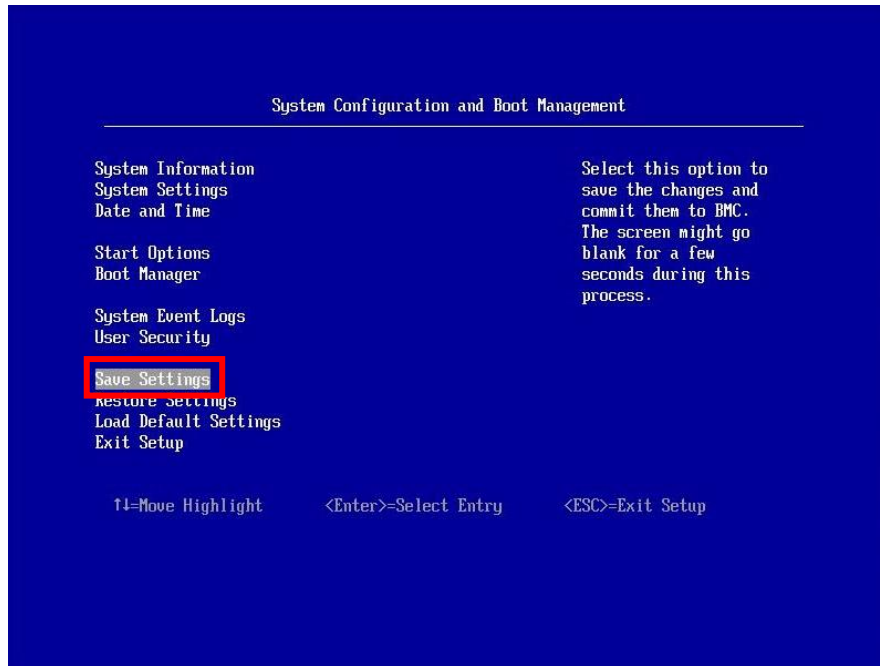 System Configuration and Boot Management
System Information
System Settings
Date and Time
Start Options
Boot Manager
System Event Logs
User Security
Save Settings
Restore Settings
Load Default Settings
Exit Setup
Select this option to
save the changes and
commit them to BMC.
The screen might go
blank for a few
seconds during this
process.
↑↓=Move Highlight <Enter>=Select Entry <ESC>=Exit Setup